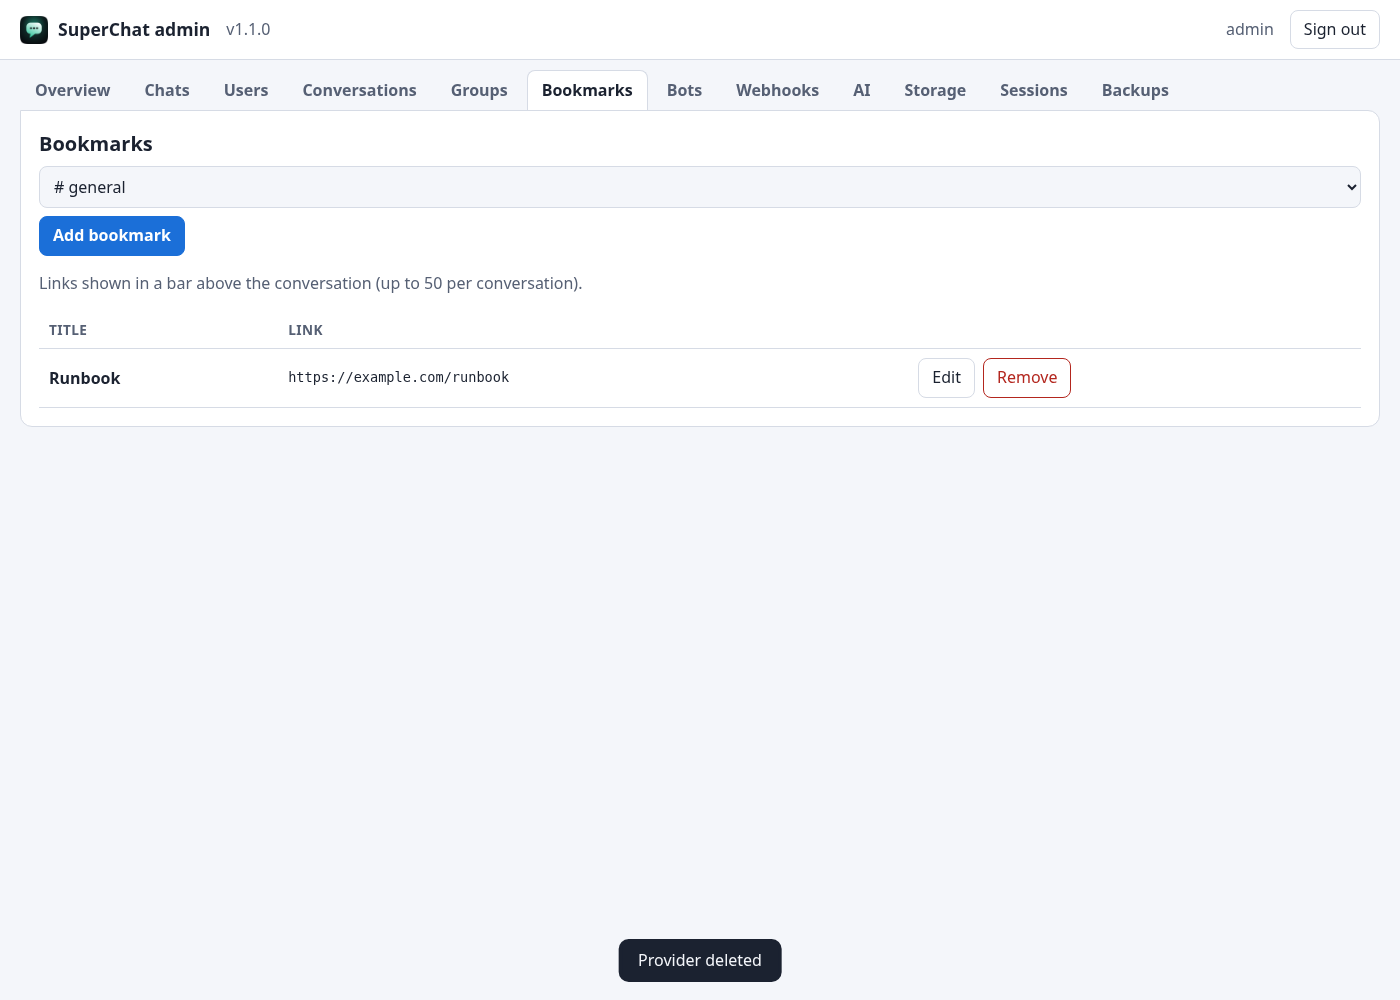 SuperChat admin v1.1.0 admin Sign out
Overview Chats Users Conversations Groups Bookmarks Bots Webhooks AI Storage Sessions Backups
Bookmarks
# general
Add bookmark
Links shown in a bar above the conversation (up to 50 per conversation).
TITLE LINK
Runbook https://example.com/runbook Edit Remove
Provider deleted